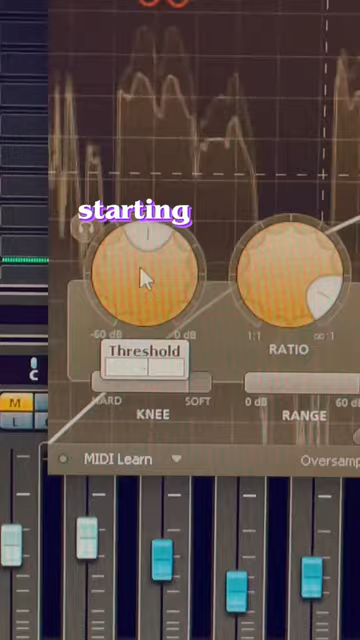 starting
-60 dB
0 dB
1:1
∞:1
Threshold
RATIO
HARD
SOFT
0 dB
60 d
KNEE
RANGE
C
M
L
MIDI Learn
Oversamp